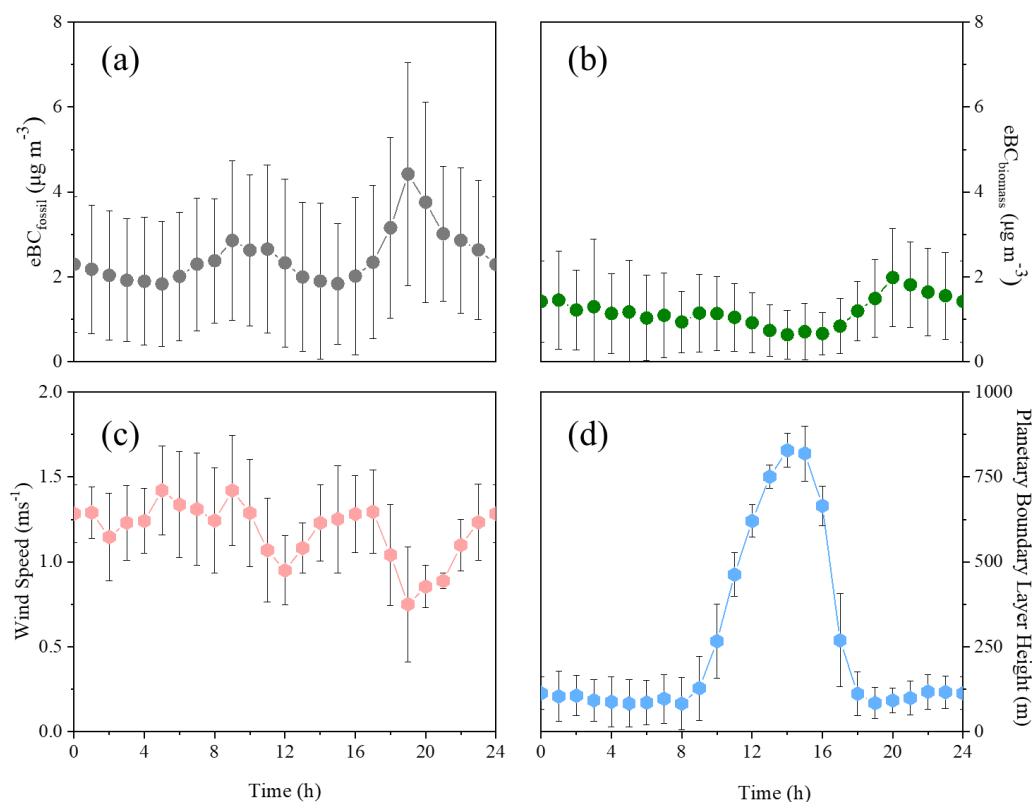 (a)
8
6
4
2
0
eBCfossil (μg m-3)
(b)
8
6
4
2
0
eBCbiomass (μg m-3)
(c)
2.0
1.5
1.0
0.5
0.0
Wind Speed (ms-1)
0 4 8 12 16 20 24
Time (h)
(d)
1000
750
500
250
0
Planetary Boundary Layer Height (m)
0 4 8 12 16 20 24
Time (h)